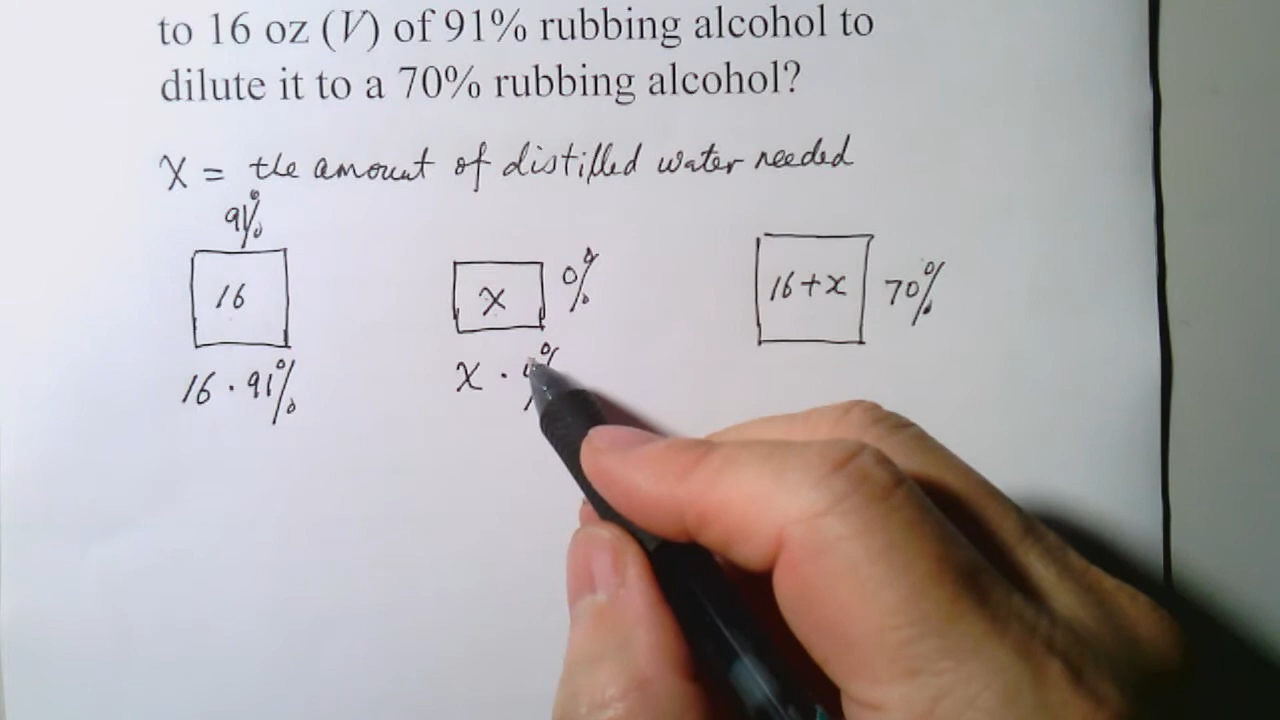 to 16 oz (V) of 91% rubbing alcohol to
dilute it to a 70% rubbing alcohol?
X = the amount of distilled water needed
91%
16
X
0%
16+x
70%
16 · 91%
X ·